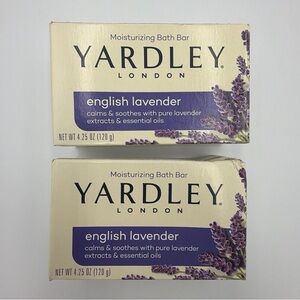 Moisturizing Bath Bar
YARDLEY
LONDON
english lavender
calms & soothes with pure lavender
extracts & essential oils
NET WT 4.25 OZ (120 g)
Moisturizing Bath Bar
YARDLEY
LONDON
english lavender
calms & soothes with pure lavender
extracts & essential oils
NET WT 4.25 OZ (120 g)